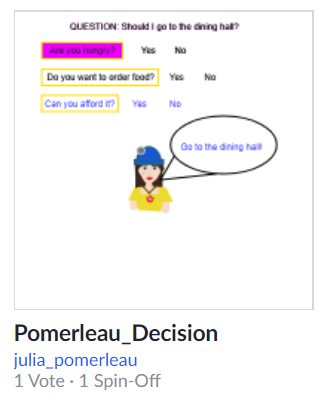 QUESTION: Should I go to the dining hall?
Are you hungry? Yes No
Do you want to order food? Yes No
Can you afford it? Yes No
Go to the dining hall!
Pomerleau_Decision
julia_pomerleau
1 Vote · 1 Spin-Off